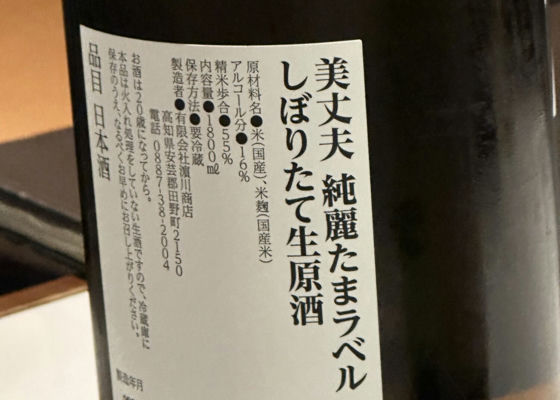 美丈夫 純麗たまラベル
しぼりたて生原酒
原材料名●米(国産)、米麹(国産米)
アルコール分●16%
精米歩合●55%
内容量●1800㎖
保存方法●要冷蔵
製造者●有限会社濵川商店
高知県安芸郡田野町2150
電話 0887-38-2004
お酒は20歳になってから。
本品は火入れ処理をしていない生酒ですので、冷蔵庫に
保存のうえ、なるべくお早めにお召し上がりください。
品目 日本酒
製造年月